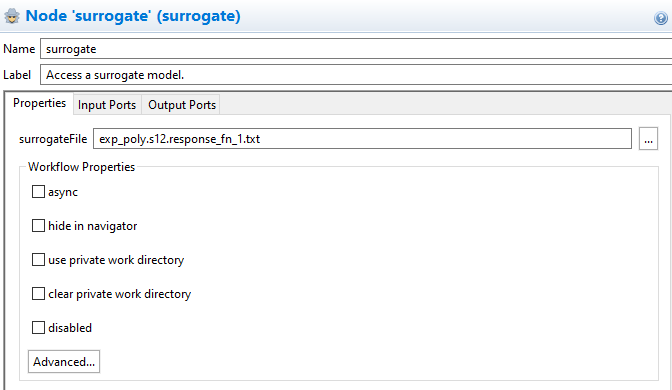 Node 'surrogate' (surrogate)
Name surrogate
Label Access a surrogate model.
Properties Input Ports Output Ports
surrogateFile exp_poly.s12.response_fn_1.txt ...
Workflow Properties
async
hide in navigator
use private work directory
clear private work directory
disabled
Advanced...